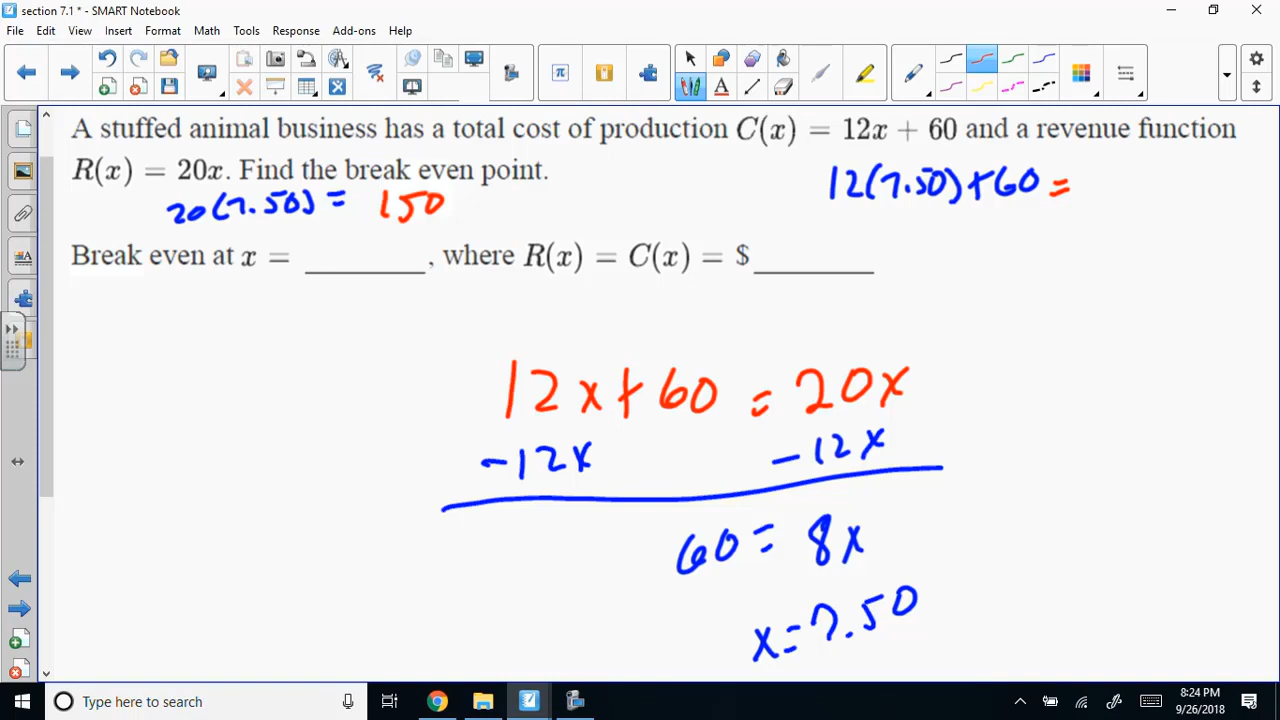 section 7.1 * - SMART Notebook
File Edit View Insert Format Math Tools Response Add-ons Help
A stuffed animal business has a total cost of production C(x) = 12x + 60 and a revenue function
R(x) = 20x. Find the break even point.
12(7.50)+60 =
20(7.50) = 150
Break even at x = ________, where R(x) = C(x) = $ ________
12x+60 = 20x
-12x -12x
60 = 8x
x = 7.50
Type here to search
8:24 PM
9/26/2018